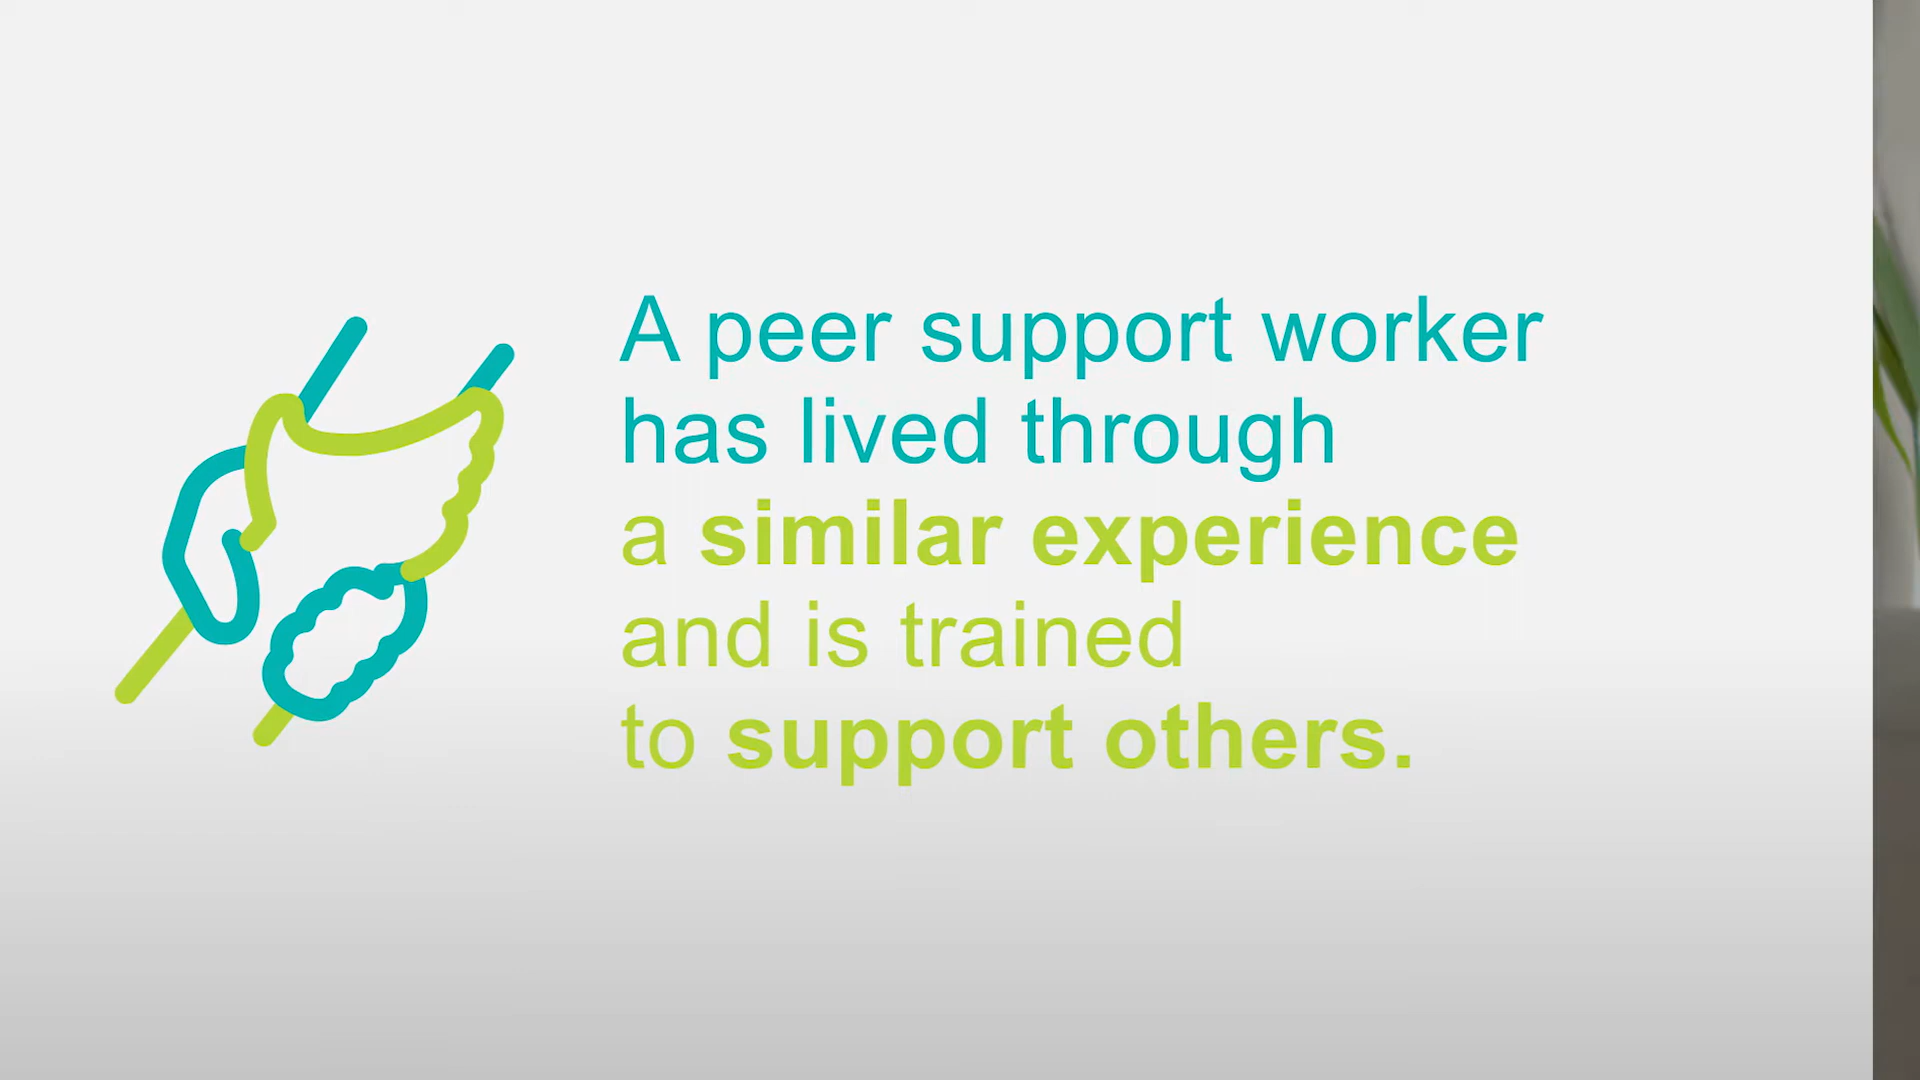 A peer support worker
has lived through
a similar experience
and is trained
to support others.